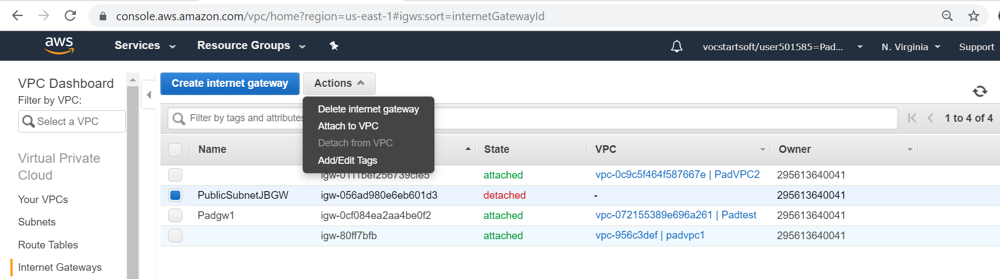 console.aws.amazon.com/vpc/home?region=us-east-1#igws:sort=internetGatewayId
aws Services Resource Groups vocstartsoft/user501585=Pad... N. Virginia Support
VPC Dashboard
Filter by VPC:
Select a VPC
Virtual Private
Cloud
Your VPCs
Subnets
Route Tables
Internet Gateways
Create internet gateway Actions
Delete internet gateway
Attach to VPC
Detach from VPC
Add/Edit Tags
Filter by tags and attributes 1 to 4 of 4
Name State VPC Owner
attached vpc-0c9c5f464f587667e | PadVPC2 295613640041
PublicSubnetJBGW igw-056ad980e6eb601d3 detached - 295613640041
Padgw1 igw-0cf084ea2aa4be0f2 attached vpc-072155389e696a261 | Padtest 295613640041
igw-80ff7bfb attached vpc-956c3def | padvpc1 295613640041